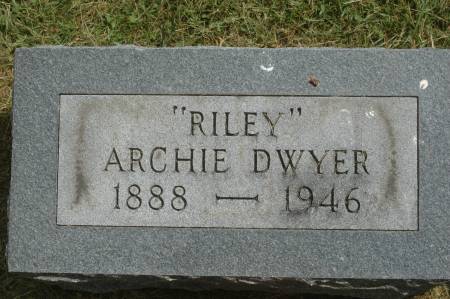 "RILEY"
ARCHIE DWYER
1888 — 1946